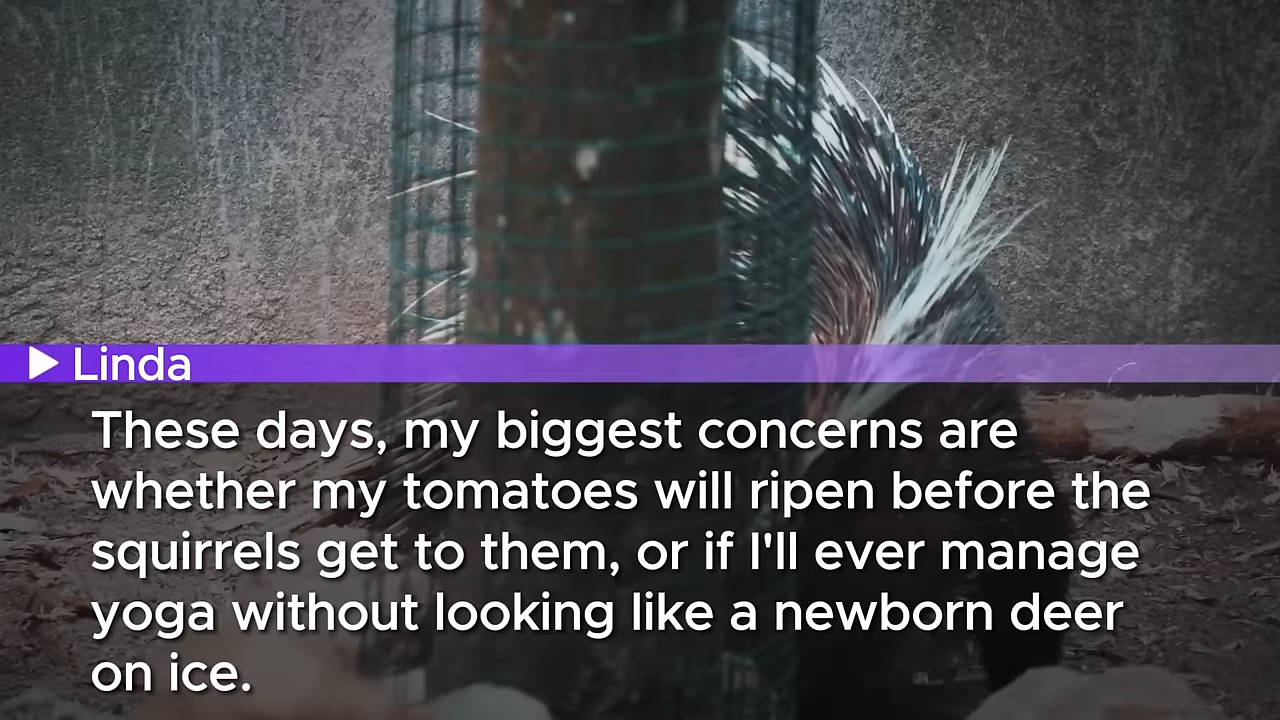 Linda
These days, my biggest concerns are
whether my tomatoes will ripen before the
squirrels get to them, or if I'll ever manage
yoga without looking like a newborn deer
on ice.